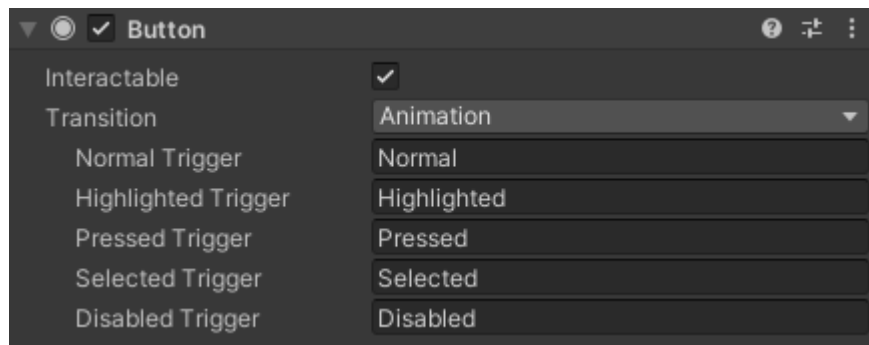 Button
Interactable
Transition Animation
Normal Trigger Normal
Highlighted Trigger Highlighted
Pressed Trigger Pressed
Selected Trigger Selected
Disabled Trigger Disabled